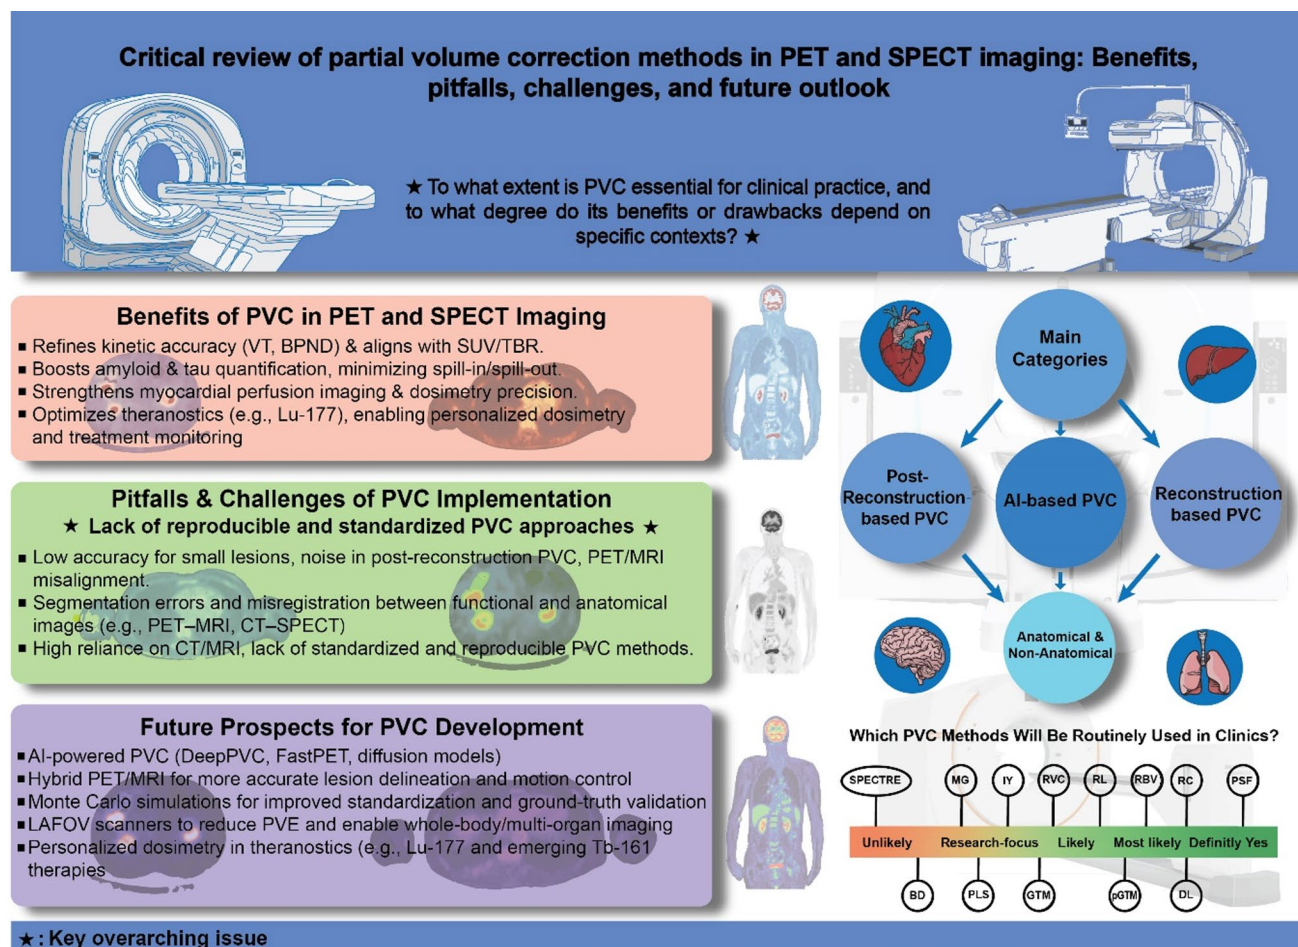 Critical review of partial volume correction methods in PET and SPECT imaging: Benefits,
pitfalls, challenges, and future outlook
★ To what extent is PVC essential for clinical practice, and
to what degree do its benefits or drawbacks depend on
specific contexts? ★
Benefits of PVC in PET and SPECT Imaging
▪ Refines kinetic accuracy (VT, BPND) & aligns with SUV/TBR.
▪ Boosts amyloid & tau quantification, minimizing spill-in/spill-out.
▪ Strengthens myocardial perfusion imaging & dosimetry precision.
▪ Optimizes theranostics (e.g., Lu-177), enabling personalized dosimetry
and treatment monitoring
Pitfalls & Challenges of PVC Implementation
★ Lack of reproducible and standardized PVC approaches ★
▪ Low accuracy for small lesions, noise in post-reconstruction PVC, PET/MRI
misalignment.
▪ Segmentation errors and misregistration between functional and anatomical
images (e.g., PET–MRI, CT–SPECT)
▪ High reliance on CT/MRI, lack of standardized and reproducible PVC methods.
Future Prospects for PVC Development
▪ AI-powered PVC (DeepPVC, FastPET, diffusion models)
▪ Hybrid PET/MRI for more accurate lesion delineation and motion control
▪ Monte Carlo simulations for improved standardization and ground-truth validation
▪ LAFOV scanners to reduce PVE and enable whole-body/multi-organ imaging
▪ Personalized dosimetry in theranostics (e.g., Lu-177 and emerging Tb-161
therapies
Main
Categories
Post-
Reconstruction-
based PVC
AI-based PVC
Reconstruction
based PVC
Anatomical &
Non-Anatomical
Which PVC Methods Will Be Routinely Used in Clinics?
SPECTRE MG IY RVC RL RBV RC PSF
Unlikely Research-focus Likely Most likely Definitly Yes
BD PLS GTM pGTM DL
★ : Key overarching issue